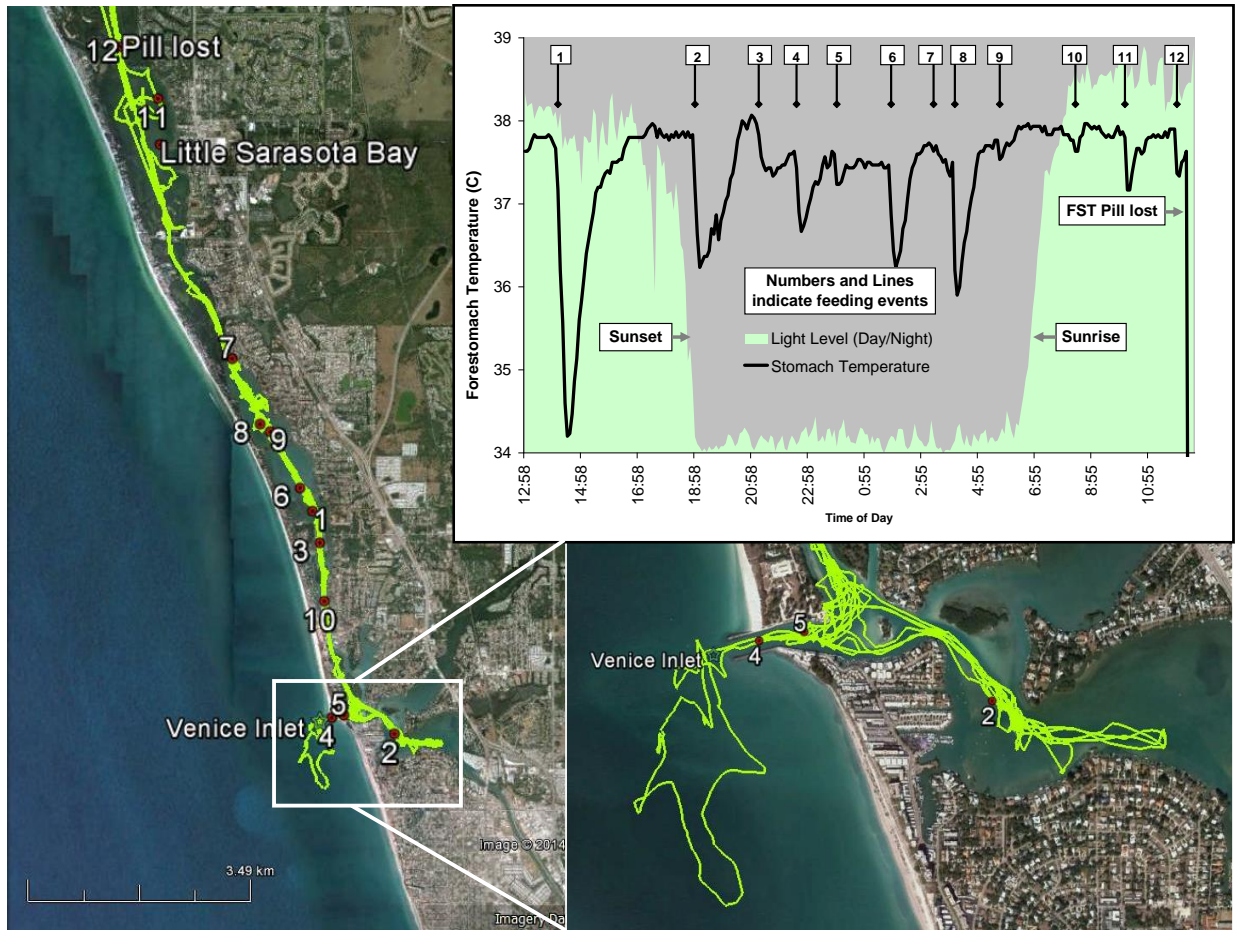 12 Pill lost
11
Little Sarasota Bay
7
8
9
6
1
3
10
5
Venice Inlet
4
2
Image © 2014
3.49 km
Imagery Da
39
38
37
36
35
34
Forestomach Temperature (C)
1
2
3
4
5
6
7
8
9
10
11
12
FST Pill lost
Numbers and Lines
indicate feeding events
Sunset
Light Level (Day/Night)
Sunrise
Stomach Temperature
12:58
14:58
16:58
18:58
20:58
22:58
0:55
2:55
4:55
6:55
8:55
10:55
Time of Day
5
4
Venice Inlet
2